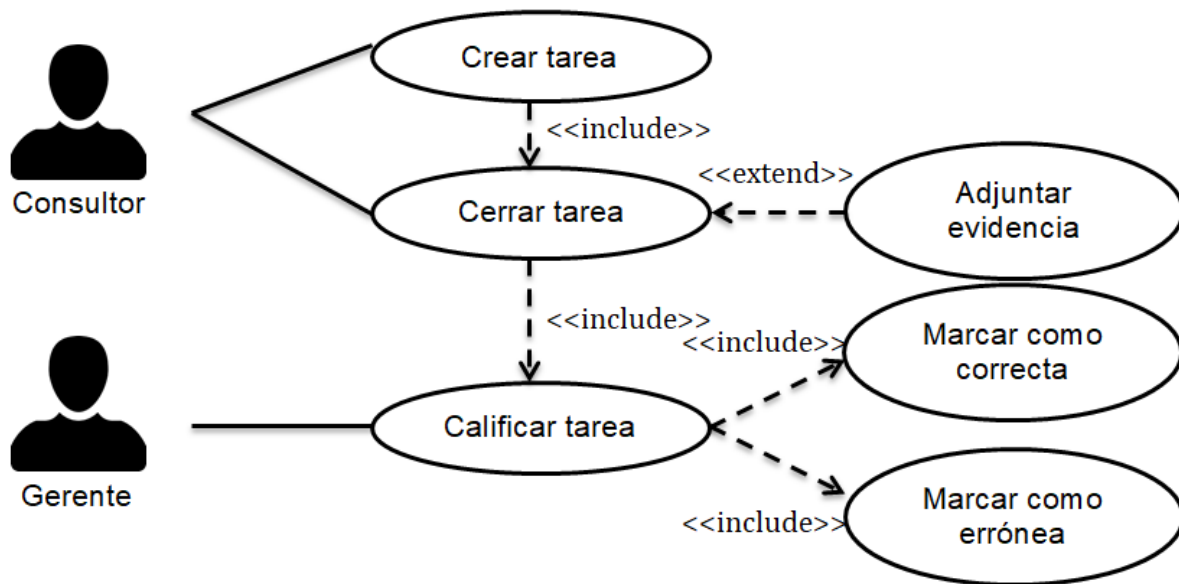 Crear tarea
<<include>>
Consultor
Cerrar tarea
<<extend>>
Adjuntar
evidencia
<<include>>
<<include>>
Marcar como
correcta
Calificar tarea
Gerente
<<include>>
Marcar como
errónea